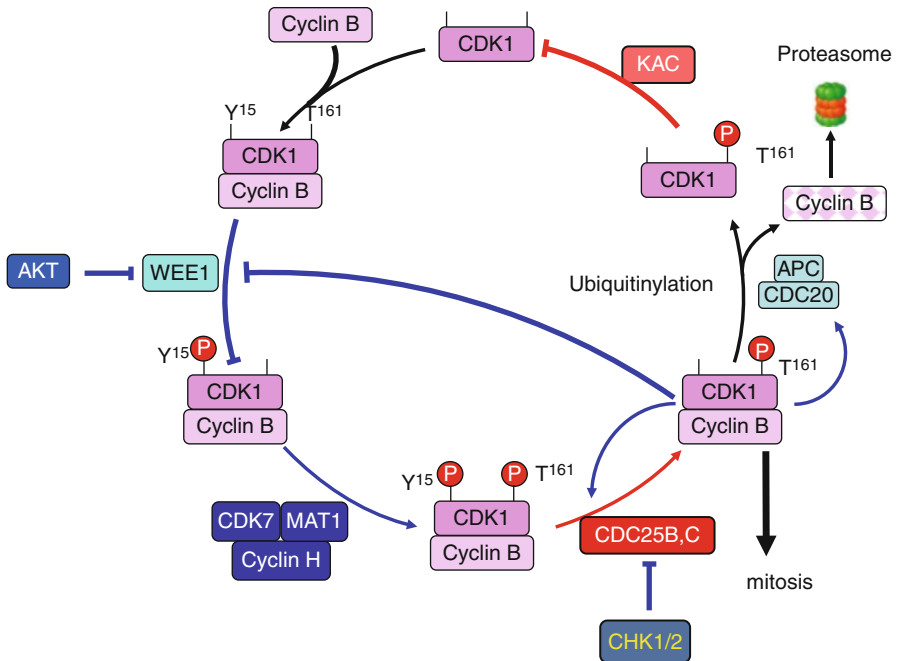 Cyclin B
CDK1
KAC
Proteasome
Y15
T161
CDK1
Cyclin B
P
T161
CDK1
Cyclin B
AKT
WEE1
Ubiquitinylation
APC
CDC20
Y15
P
CDK1
Cyclin B
P
T161
CDK1
Cyclin B
Y15
P
P
T161
CDK1
Cyclin B
CDK7
MAT1
Cyclin H
CDC25B,C
mitosis
CHK1/2